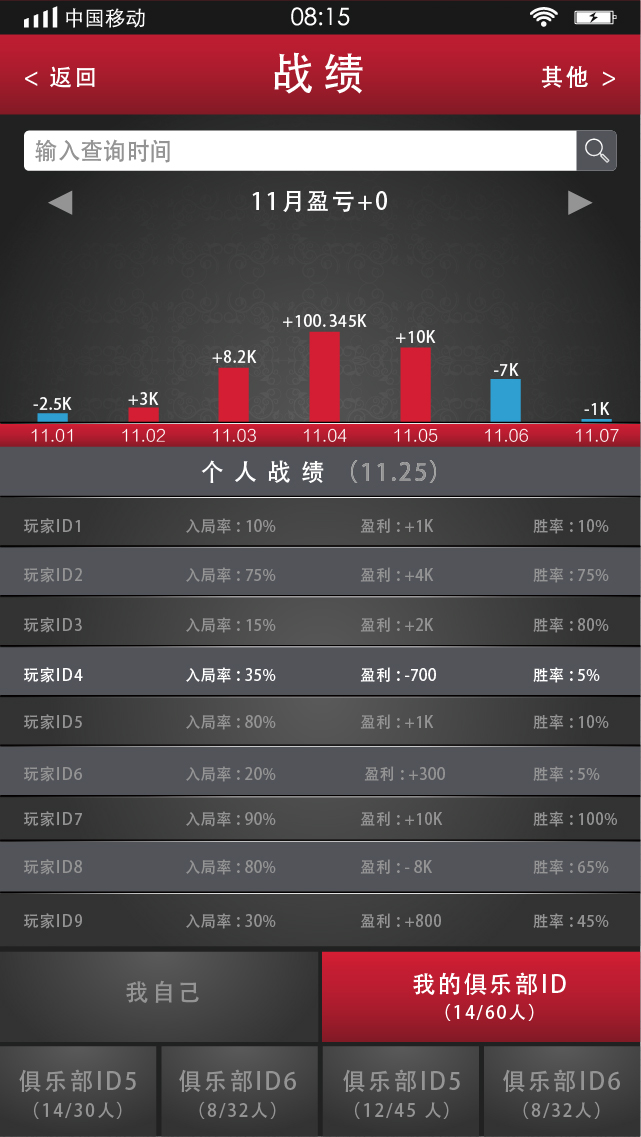 中国移动 08:15
< 返回 战绩 其他 >
输入查询时间
11月盈亏+0
-2.5K +3K +8.2K +100.345K +10K -7K -1K
11.01 11.02 11.03 11.04 11.05 11.06 11.07
个人战绩（11.25）
玩家ID1 入局率:10% 盈利:+1K 胜率:10%
玩家ID2 入局率:75% 盈利:+4K 胜率:75%
玩家ID3 入局率:15% 盈利:+2K 胜率:80%
玩家ID4 入局率:35% 盈利:-700 胜率:5%
玩家ID5 入局率:80% 盈利:+1K 胜率:10%
玩家ID6 入局率:20% 盈利:+300 胜率:5%
玩家ID7 入局率:90% 盈利:+10K 胜率:100%
玩家ID8 入局率:80% 盈利:- 8K 胜率:65%
玩家ID9 入局率:30% 盈利:+800 胜率:45%
我自己 我的俱乐部ID
（14/60人）
俱乐部ID5 俱乐部ID6 俱乐部ID5 俱乐部ID6
（14/30人） （8/32人） （12/45 人） （8/32人）